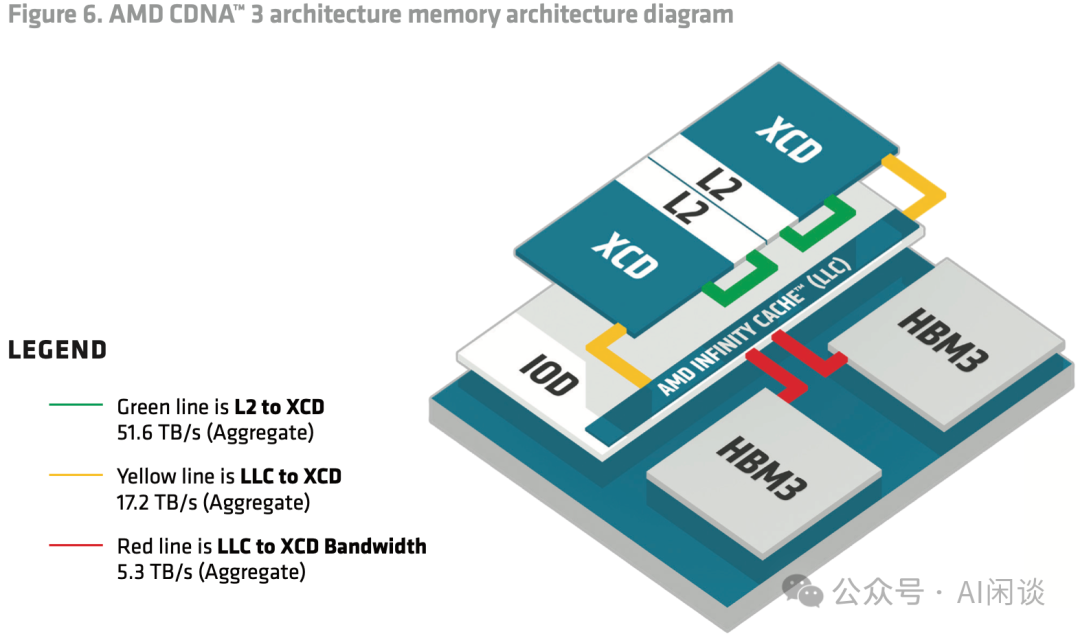 Figure 6. AMD CDNA™ 3 architecture memory architecture diagram
XCD
L2
L2
XCD
AMD INFINITY CACHE™ (LLC)
IOD
HBM3
HBM3
LEGEND
Green line is L2 to XCD
51.6 TB/s (Aggregate)
Yellow line is LLC to XCD
17.2 TB/s (Aggregate)
Red line is LLC to XCD Bandwidth
5.3 TB/s (Aggregate)
公众号 · AI闲谈